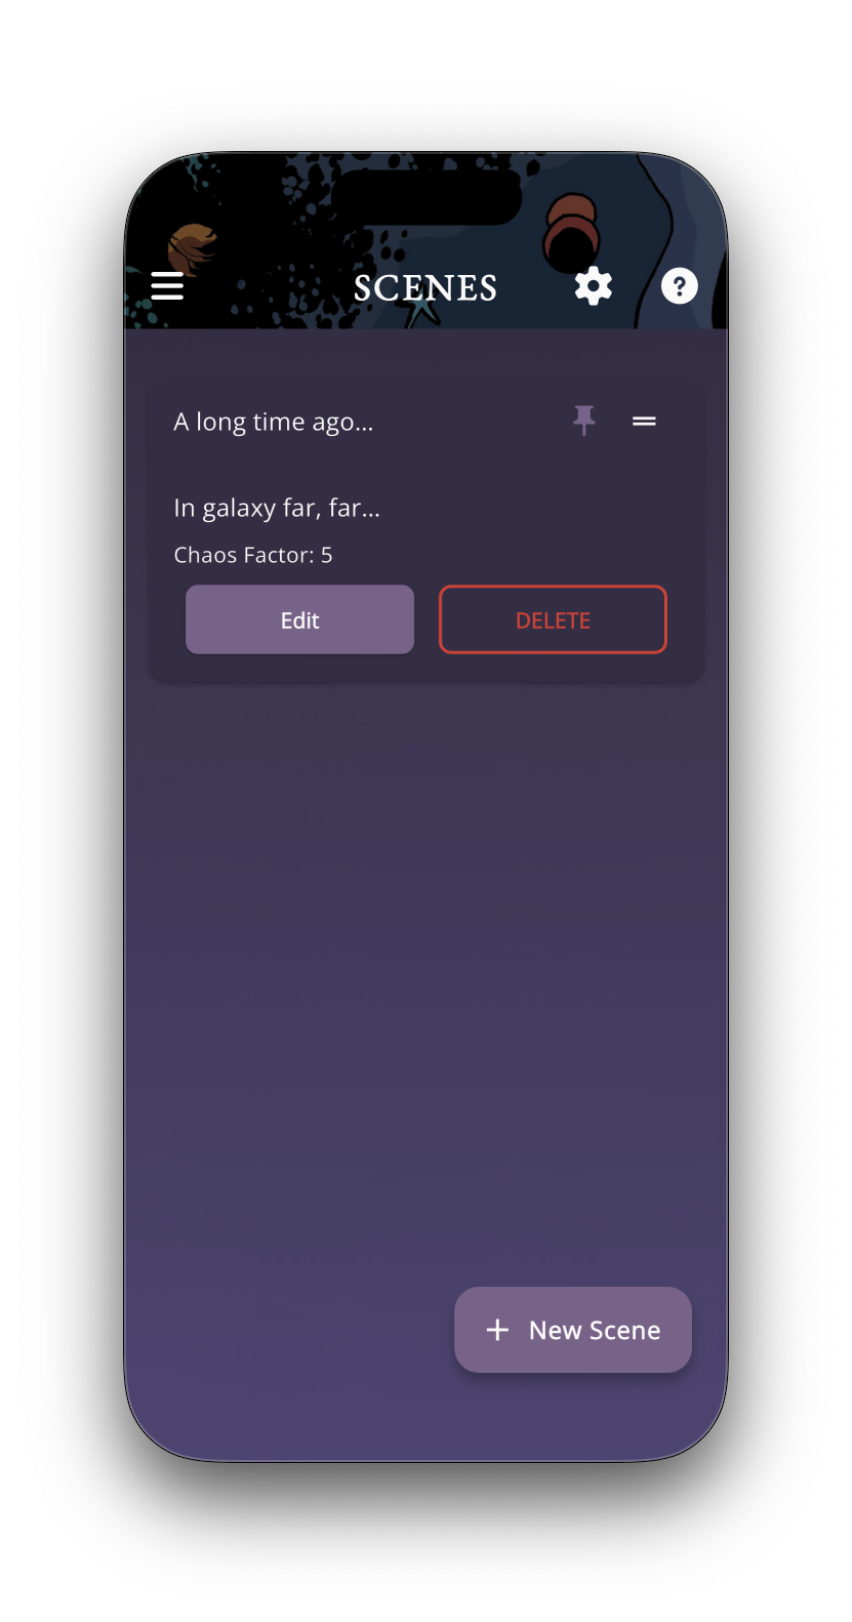 SCENES
A long time ago...
In galaxy far, far...
Chaos Factor: 5
Edit
DELETE
New Scene